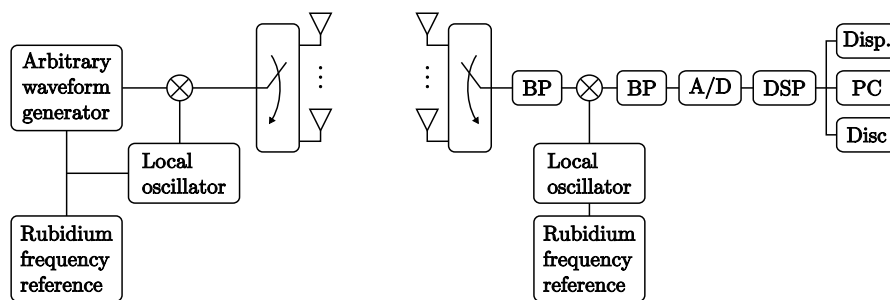 Arbitrary
waveform
generator
Local
oscillator
Rubidium
frequency
reference
BP
BP
A/D
DSP
Disp.
PC
Disc
Local
oscillator
Rubidium
frequency
reference